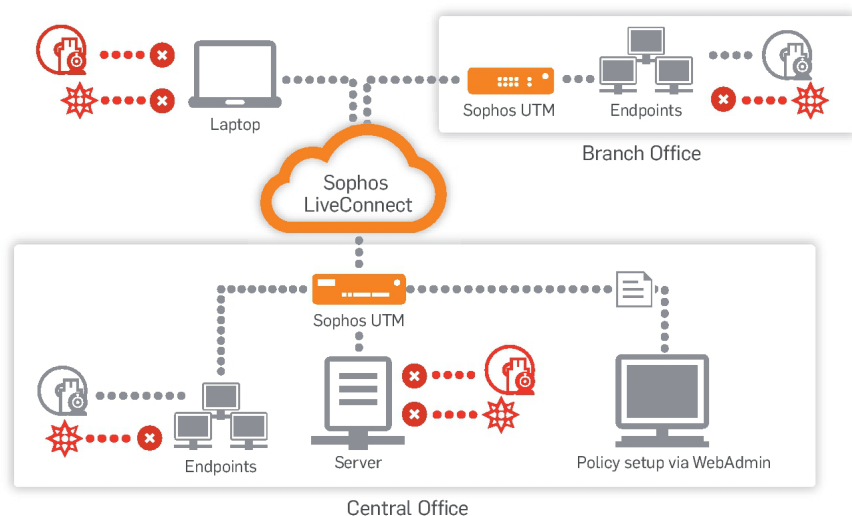 Laptop
Sophos UTM
Endpoints
Branch Office
Sophos
LiveConnect
Sophos UTM
Endpoints
Server
Policy setup via WebAdmin
Central Office